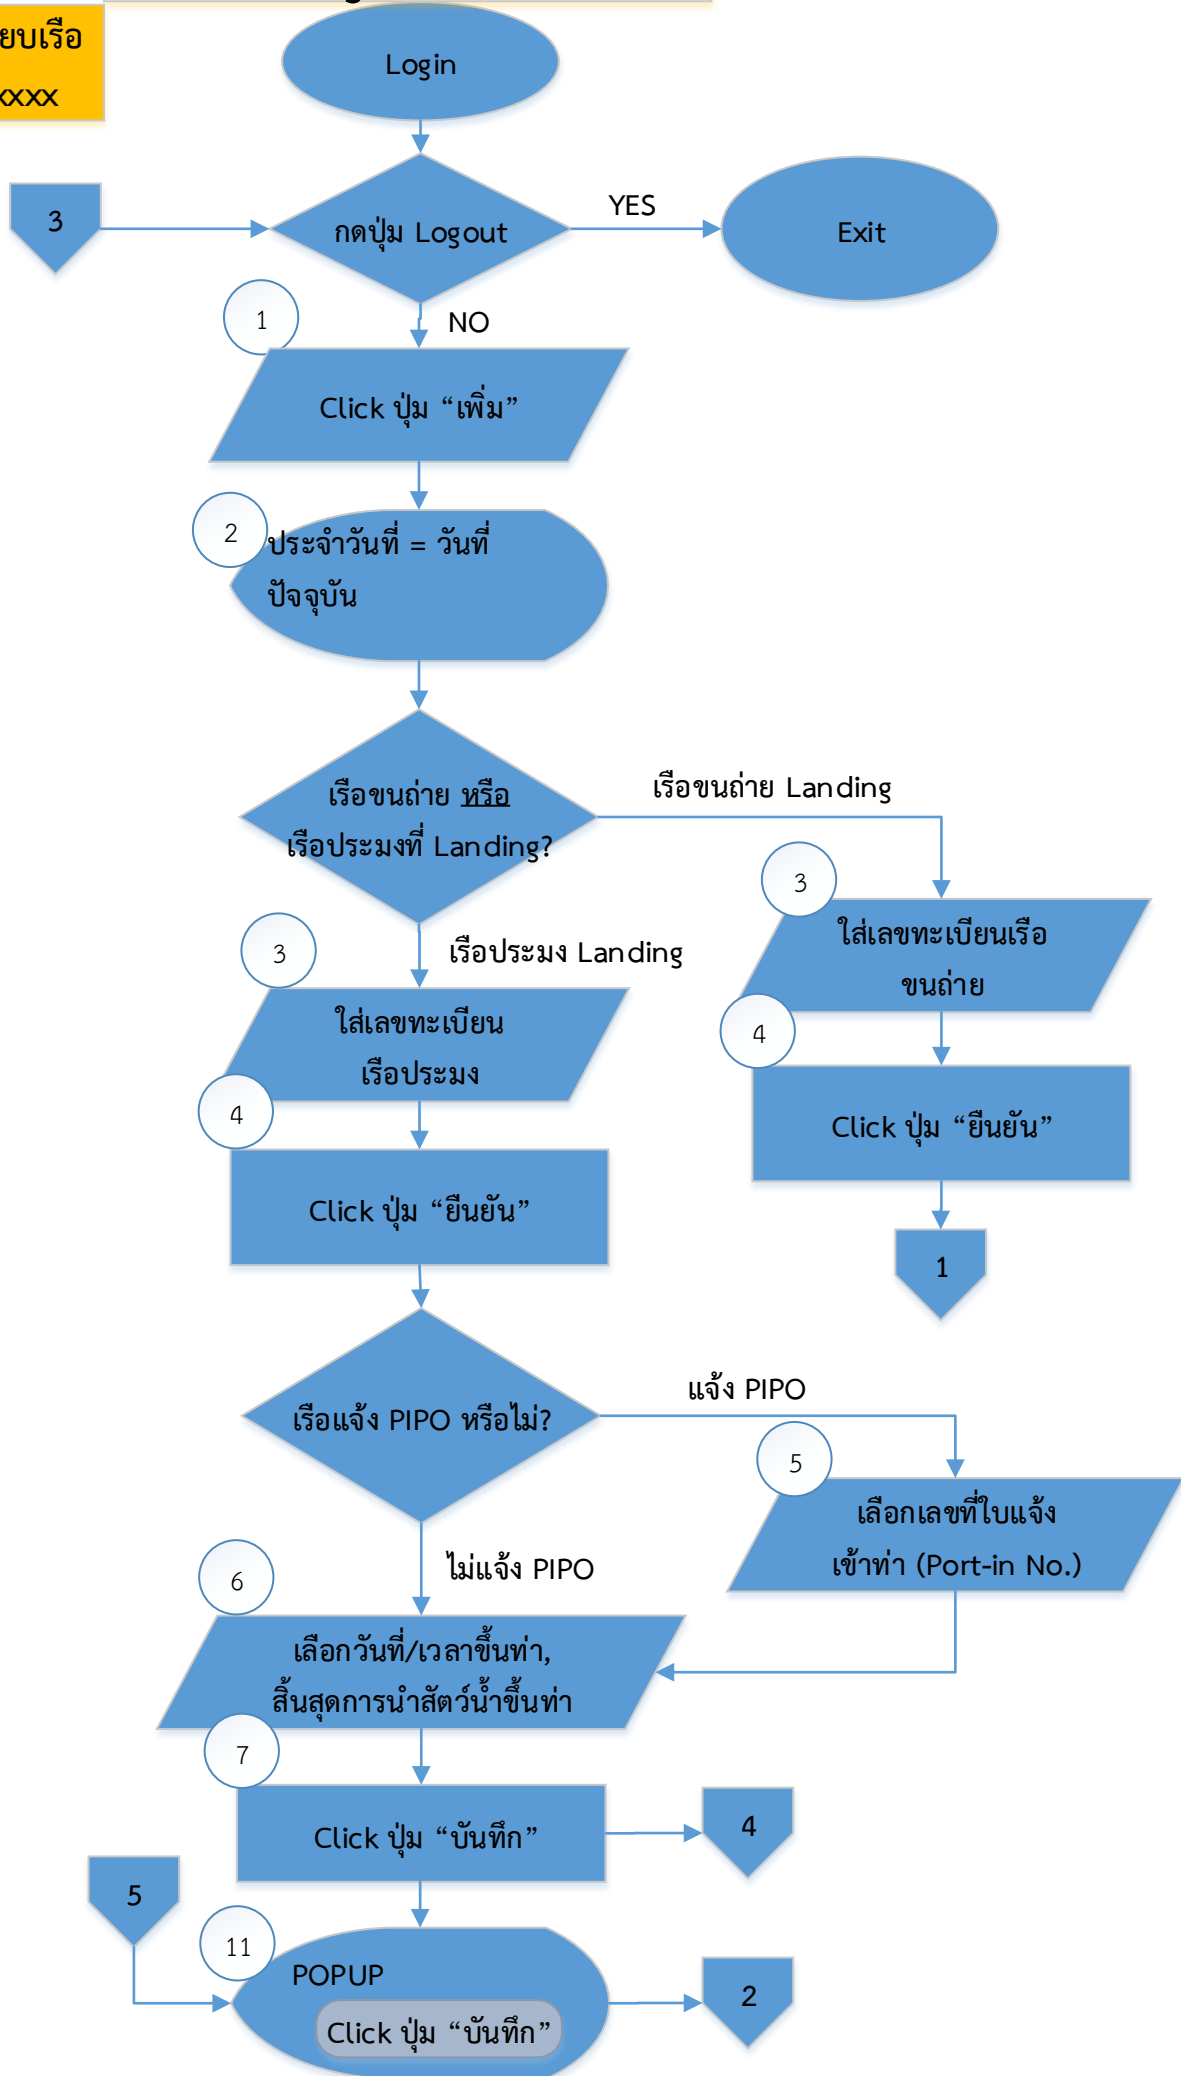 Login
3
กดปุ่ม Logout
YES
Exit
1
NO
Click ปุ่ม “เพิ่ม”
2
ประจำวันที่ = วันที่
ปัจจุบัน
เรือขนถ่าย หรือ
เรือประมงที่ Landing?
เรือขนถ่าย Landing
3
ใส่เลขทะเบียนเรือ
ขนถ่าย
3
เรือประมง Landing
ใส่เลขทะเบียน
เรือประมง
4
Click ปุ่ม “ยืนยัน”
4
Click ปุ่ม “ยืนยัน”
1
เรือแจ้ง PIPO หรือไม่?
แจ้ง PIPO
5
เลือกเลขที่ใบแจ้ง
เข้าท่า (Port-in No.)
6
ไม่แจ้ง PIPO
เลือกวันที่/เวลาขึ้นท่า,
สิ้นสุดการนำสัตว์น้ำขึ้นท่า
7
Click ปุ่ม “บันทึก”
4
5
11
POPUP
Click ปุ่ม “บันทึก”
2